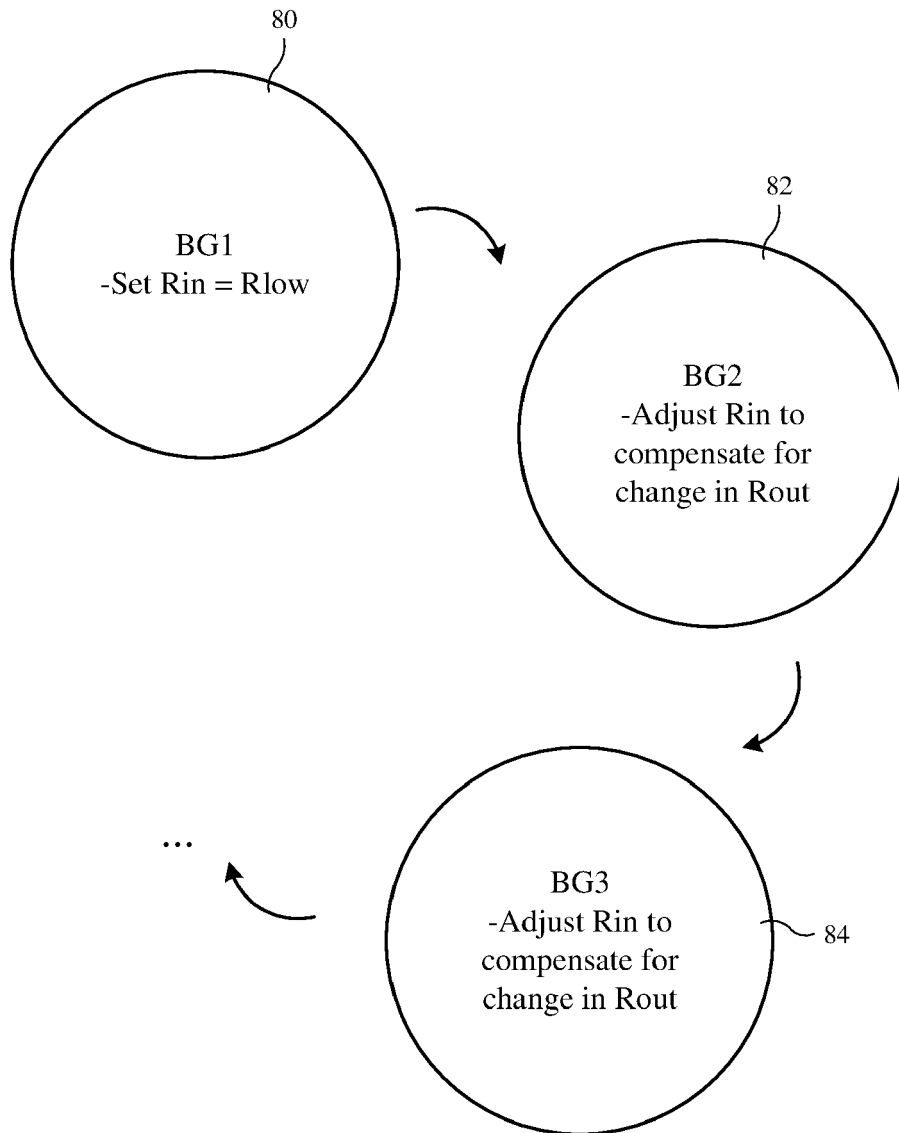 80
BG1
-Set Rin = Rlow
82
BG2
-Adjust Rin to
compensate for
change in Rout
...
BG3
-Adjust Rin to
compensate for
change in Rout
84